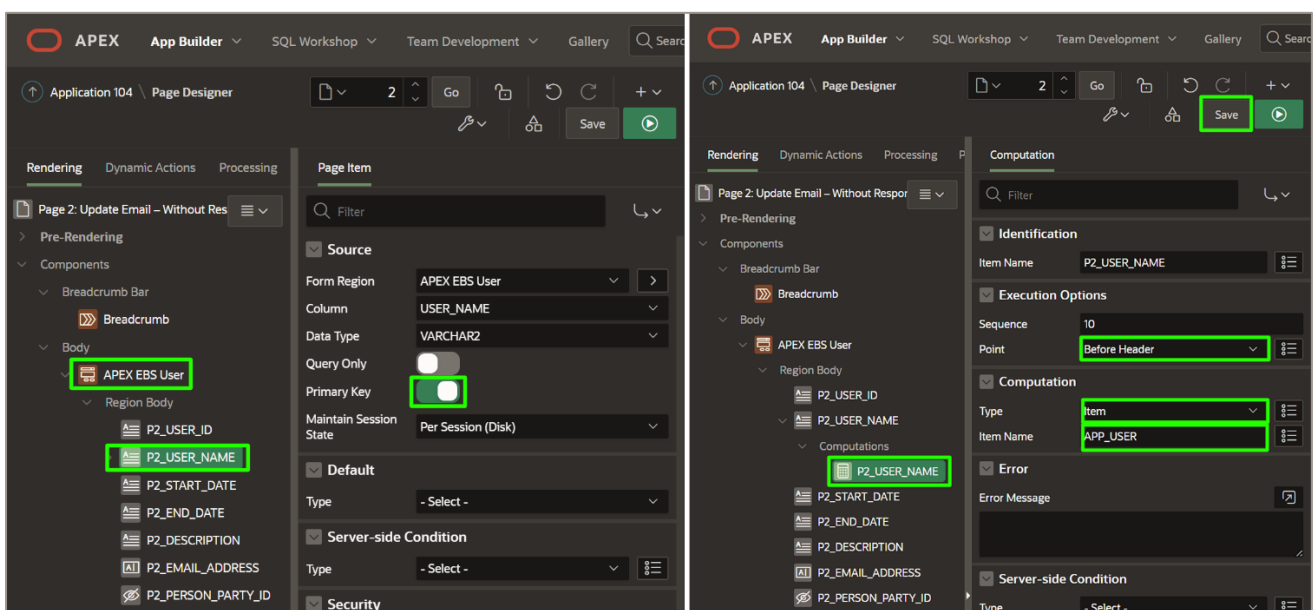 APEX App Builder SQL Workshop Team Development Gallery Search
Application 104 \ Page Designer 2 Go
Save
Rendering Dynamic Actions Processing Page Item
Page 2: Update Email – Without Res Filter
Pre-Rendering
Components
Breadcrumb Bar
Breadcrumb
Body
APEX EBS User
Region Body
P2_USER_ID
P2_USER_NAME
P2_START_DATE
P2_END_DATE
P2_DESCRIPTION
P2_EMAIL_ADDRESS
P2_PERSON_PARTY_ID
Source
Form Region APEX EBS User
Column USER_NAME
Data Type VARCHAR2
Query Only
Primary Key
Maintain Session
State Per Session (Disk)
Default
Type - Select -
Server-side Condition
Type - Select -
Security
APEX App Builder SQL Workshop Team Development Gallery Searc
Application 104 \ Page Designer 2 Go
Save
Rendering Dynamic Actions Processing P Computation
Page 2: Update Email – Without Respor Filter
Pre-Rendering
Components
Breadcrumb Bar
Breadcrumb
Body
APEX EBS User
Region Body
P2_USER_ID
P2_USER_NAME
Computations
P2_USER_NAME
P2_START_DATE
P2_END_DATE
P2_DESCRIPTION
P2_EMAIL_ADDRESS
P2_PERSON_PARTY_ID
Identification
Item Name P2_USER_NAME
Execution Options
Sequence 10
Point Before Header
Computation
Type Item
Item Name APP_USER
Error
Error Message
Server-side Condition
Type - Select -